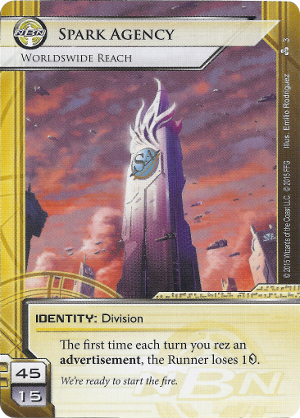 NBN
SPARK AGENCY
WORLDSWIDE REACH
3
Illus. Emilio Rodríguez
© 2015 Wizards of the Coast LLC. © 2015 FFG
SA
IDENTITY: Division
The first time each turn you rez an
advertisement, the Runner loses 1
We're ready to start the fire.
45
15
NBN